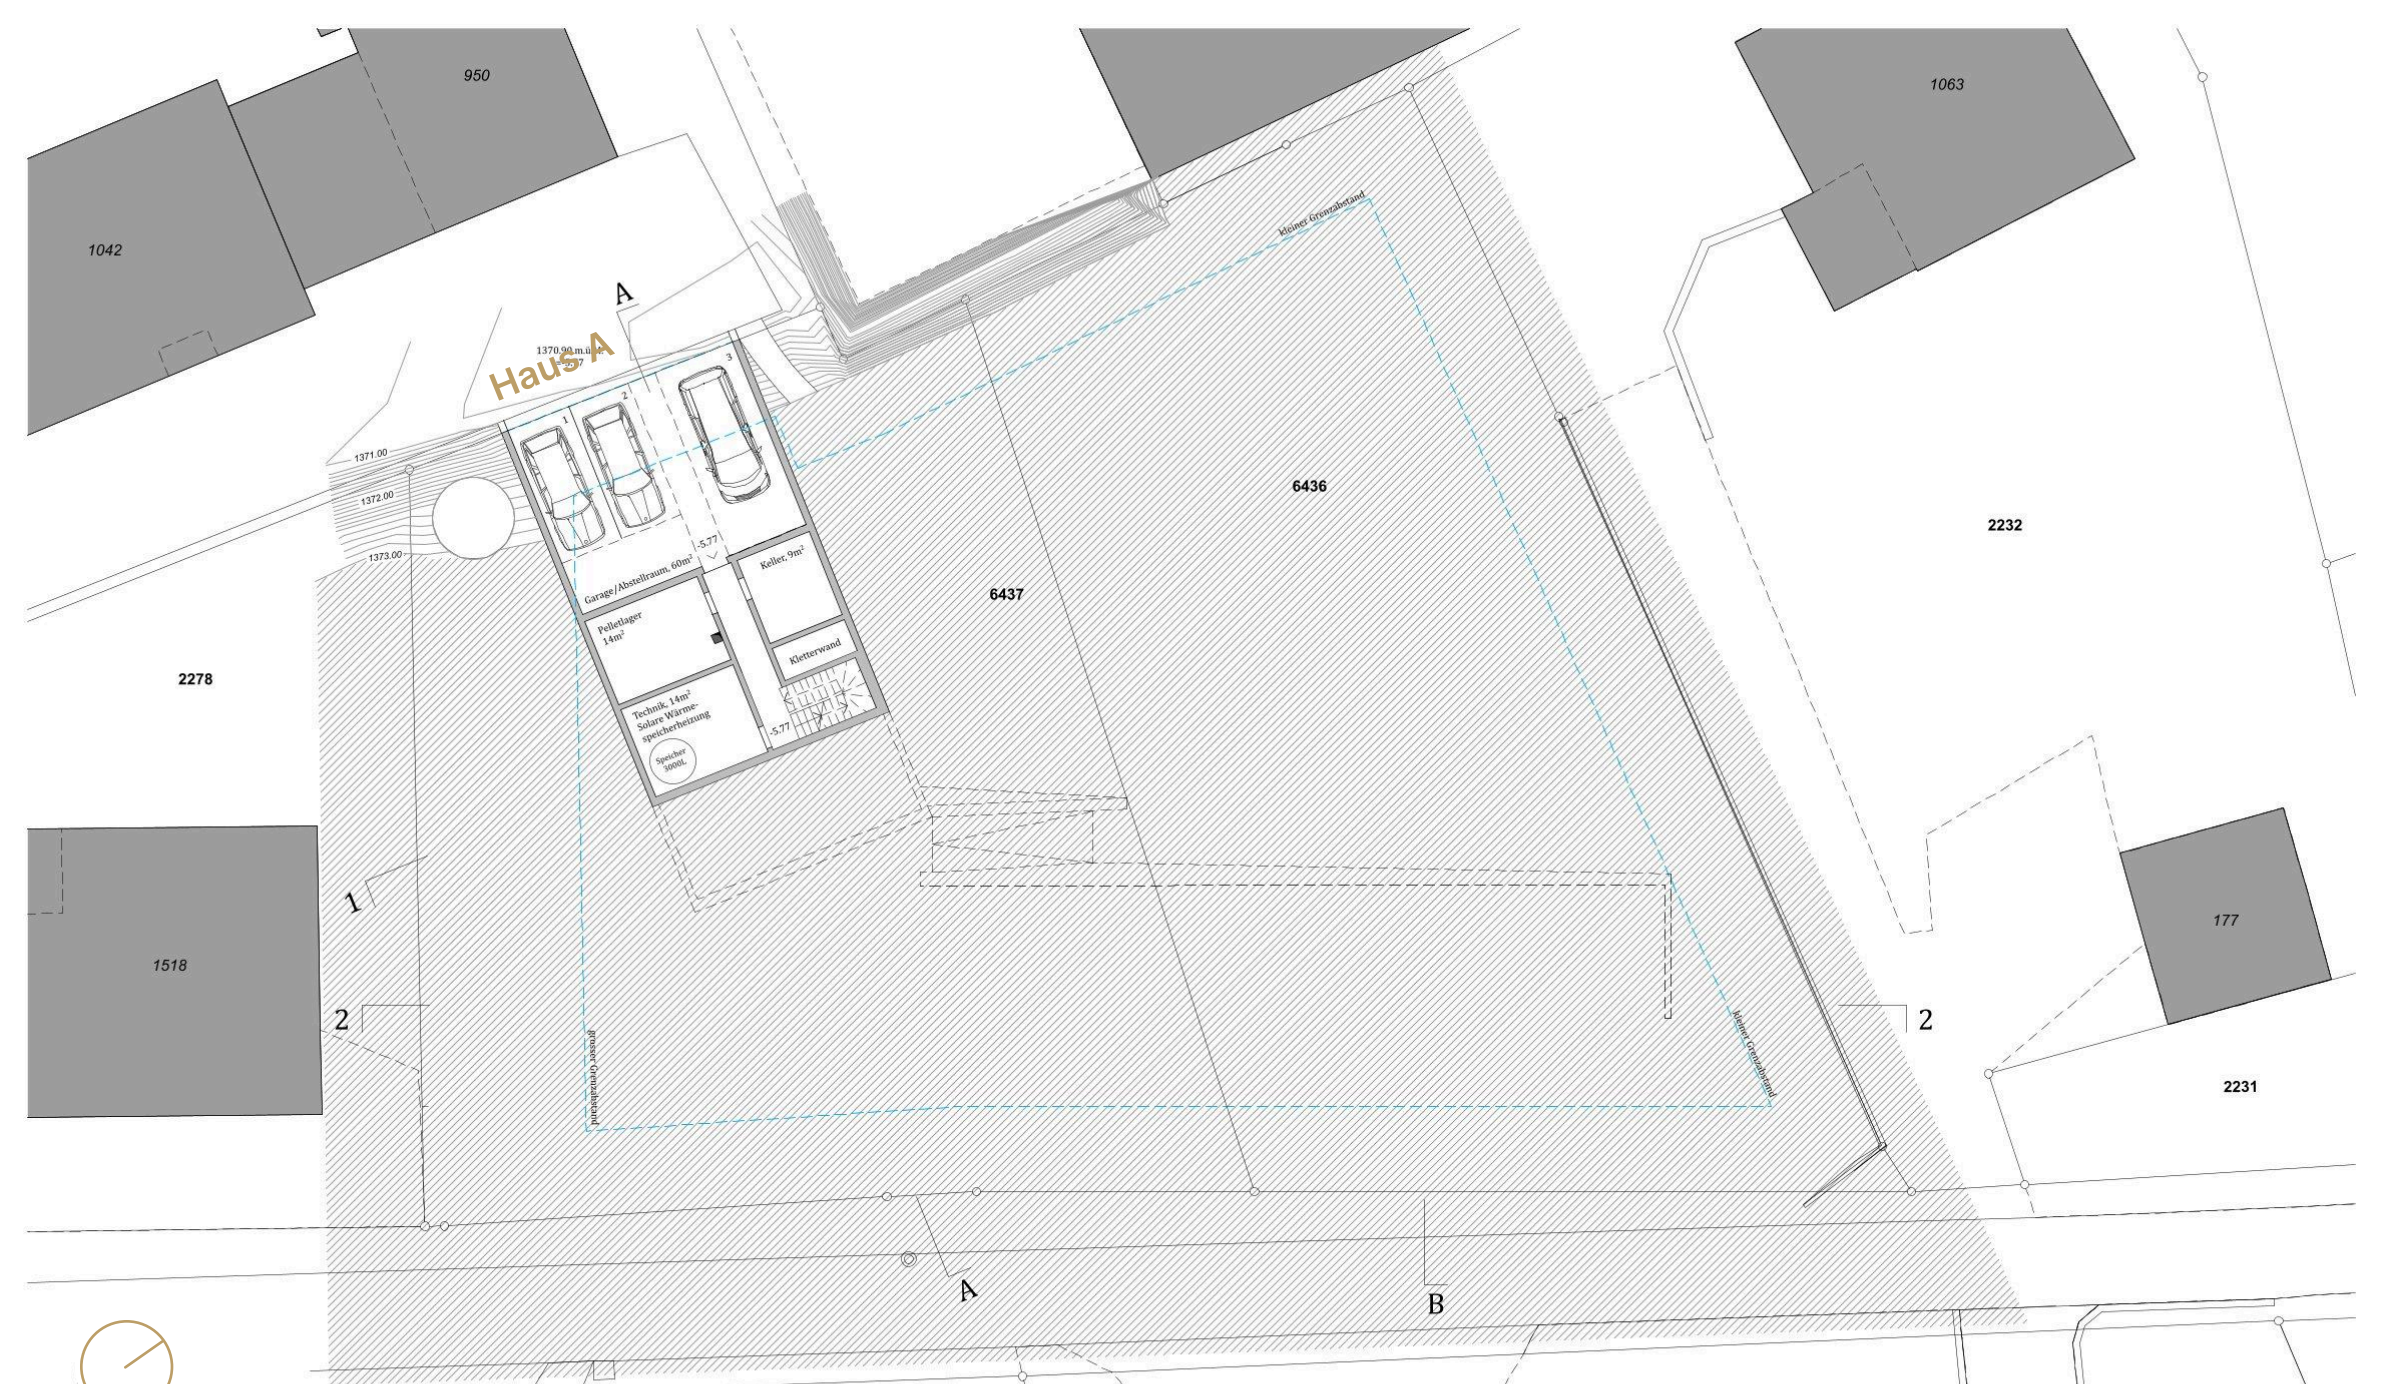 950
1063
1042
kleiner Grenzabstand
A
Haus A
3
2
1
1371.00
1372.00
1373.00
6436
2232
-5.77
Garage/Abstellraum, 60m²
Keller, 9m²
6437
Pelletlager
14m²
Kletterwand
2278
Technik, 14m²
Solare Wärme-
speicherheizung
-5.77
Speicher
3000L
1
177
1518
2
2
grosser Grenzabstand
kleiner Grenzabstand
2231
A
B